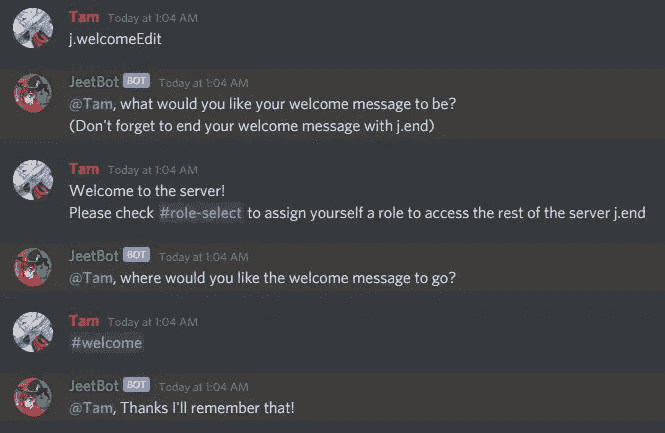 Tam Today at 1:04 AM
j.welcomeEdit
JeetBot BOT Today at 1:04 AM
@Tam, what would you like your welcome message to be?
(Don't forget to end your welcome message with j.end)
Tam Today at 1:04 AM
Welcome to the server!
Please check #role-select to assign yourself a role to access the rest of the server j.end
JeetBot BOT Today at 1:04 AM
@Tam, where would you like the welcome message to go?
Tam Today at 1:04 AM
#welcome
JeetBot BOT Today at 1:04 AM
@Tam, Thanks I'll remember that!